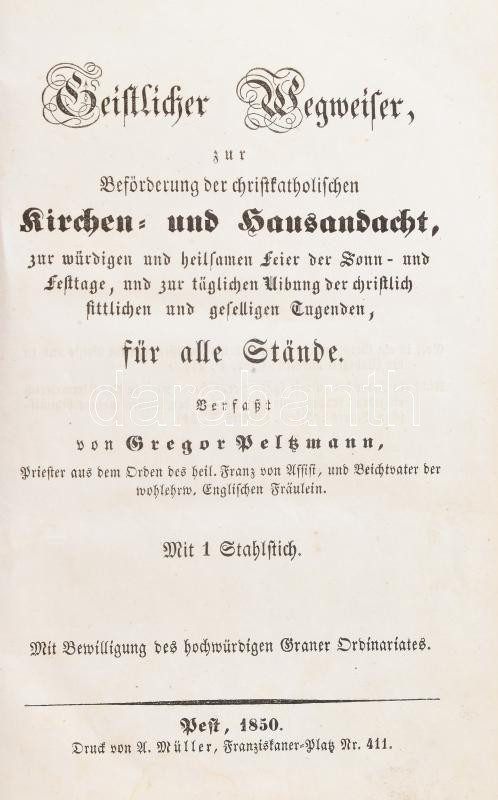 Geistlicher Wegweiser,
zur
Beförderung der christkatholischen
Kirchen- und Hausandacht,
zur würdigen und heilsamen Feier der Sonn- und
Festtage, und zur täglichen Uibung der christlich
sittlichen und geselligen Tugenden,
für alle Stände.
darabanth
Verfaßt
von Gregor Peltzmann,
Priester aus dem Orden des heil. Franz von Assisi, und Beichtvater der
wohlehrw. Englischen Fräulein.
Mit 1 Stahlstich.
Mit Bewilligung des hochwürdigen Graner Ordinariates.
Pest, 1850.
Druck von A. Müller, Franziskaner-Platz Nr. 411.